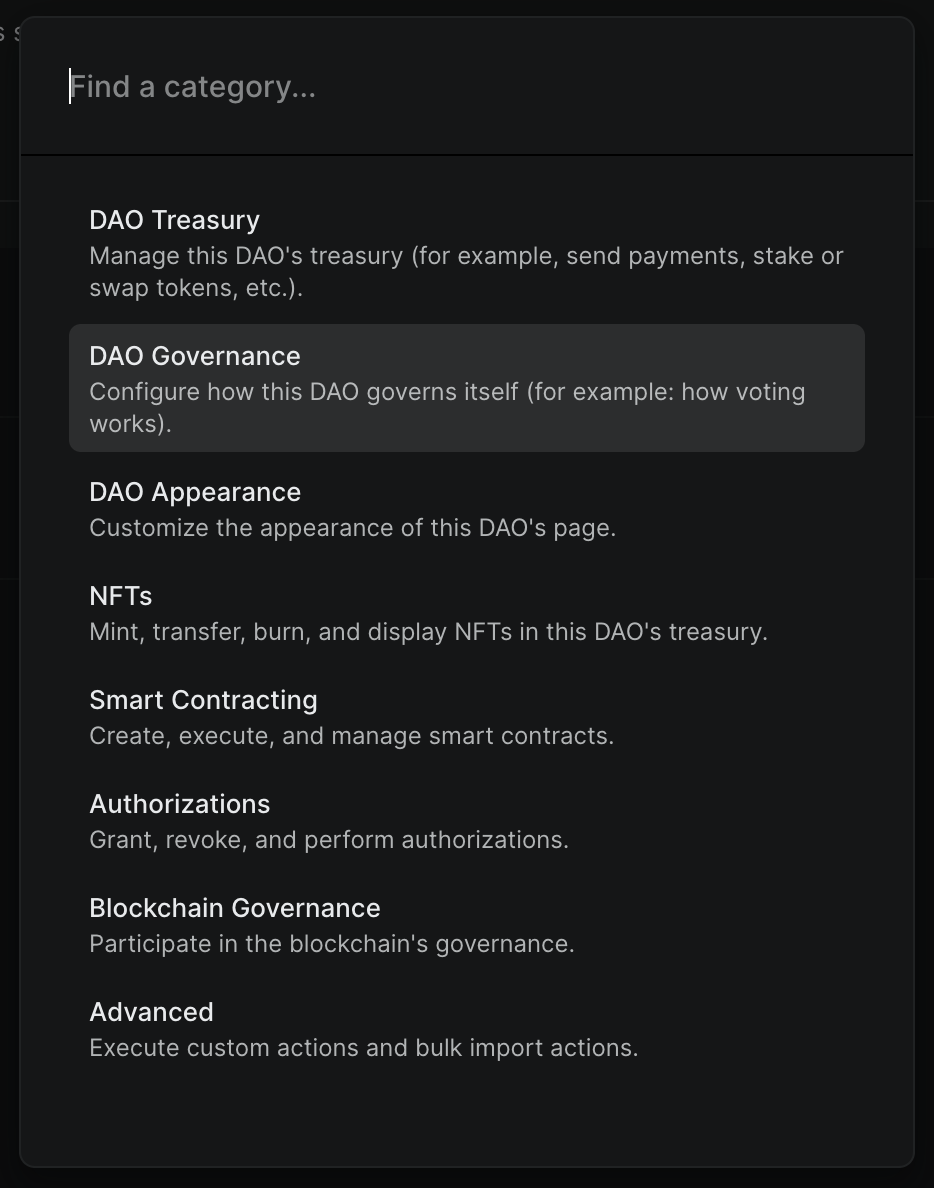 Find a category...
DAO Treasury
Manage this DAO's treasury (for example, send payments, stake or
swap tokens, etc.).
DAO Governance
Configure how this DAO governs itself (for example: how voting
works).
DAO Appearance
Customize the appearance of this DAO's page.
NFTs
Mint, transfer, burn, and display NFTs in this DAO's treasury.
Smart Contracting
Create, execute, and manage smart contracts.
Authorizations
Grant, revoke, and perform authorizations.
Blockchain Governance
Participate in the blockchain's governance.
Advanced
Execute custom actions and bulk import actions.